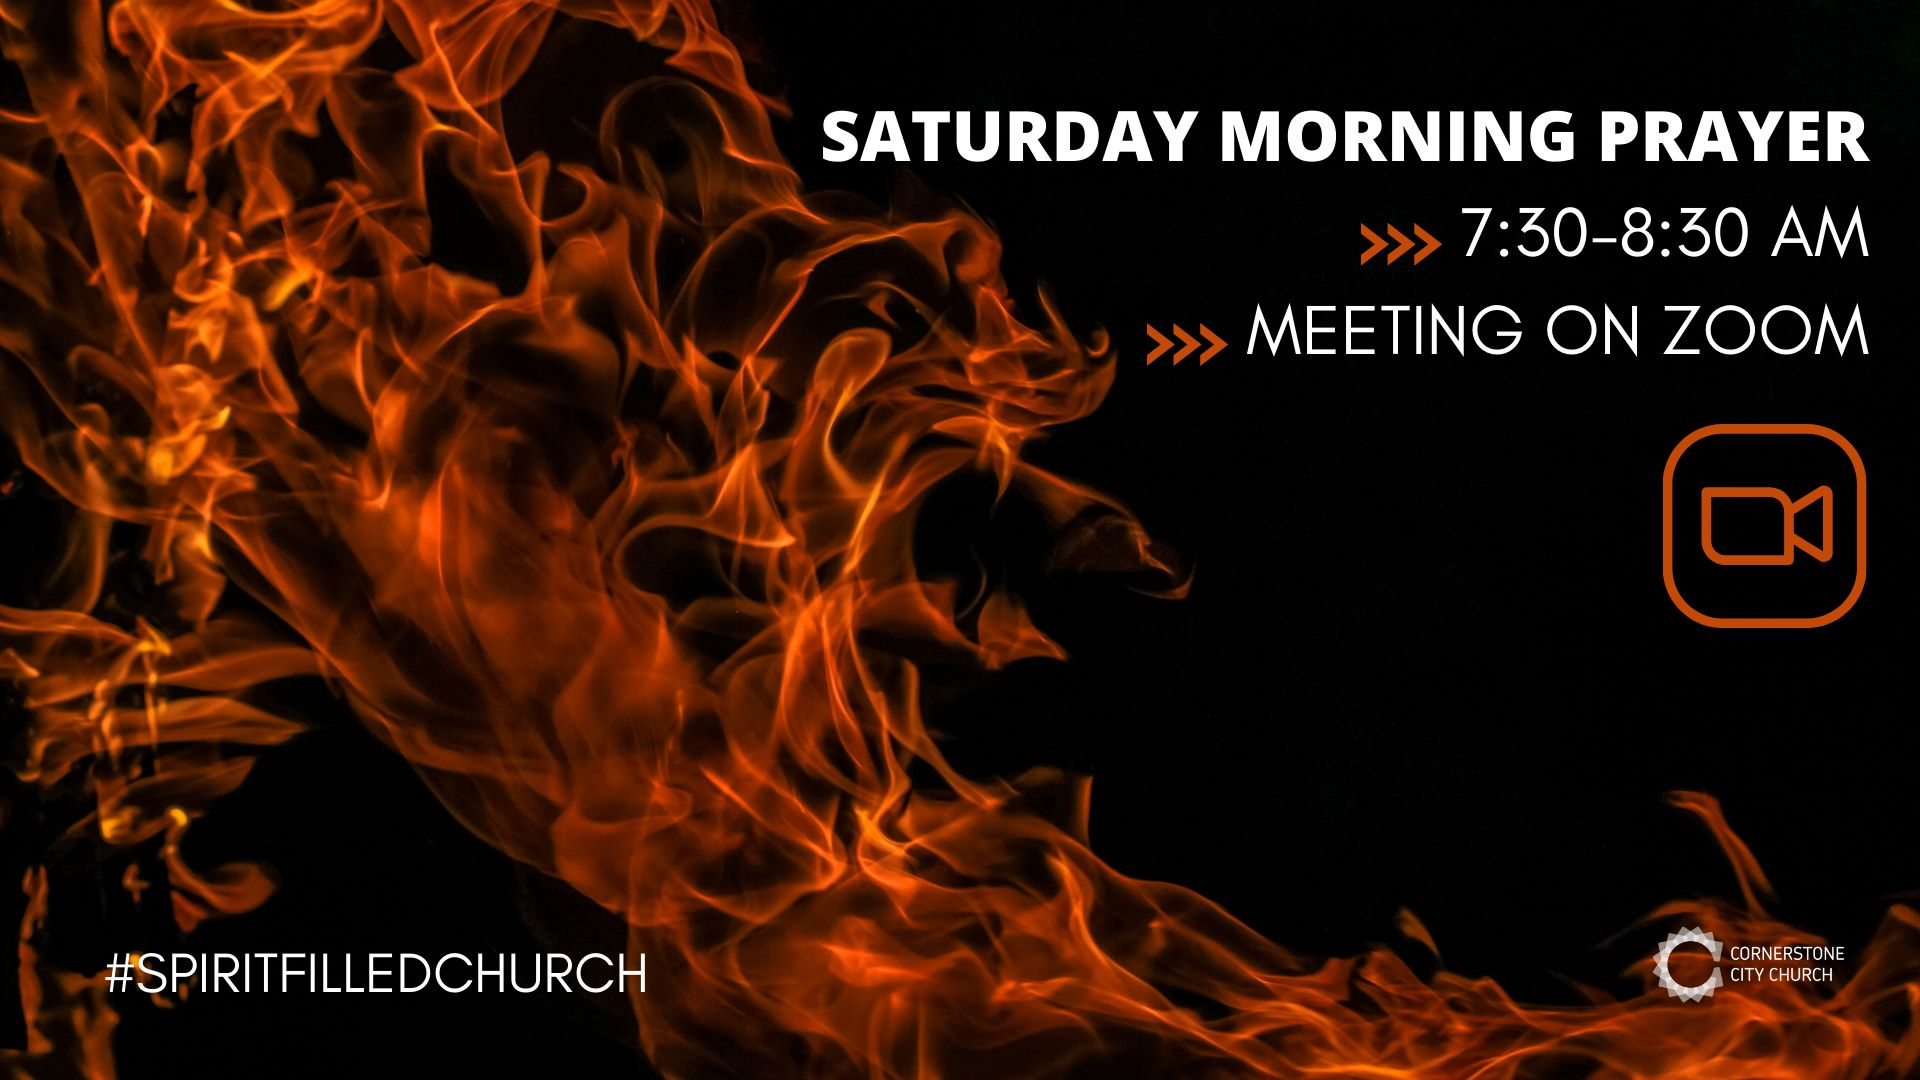 SATURDAY MORNING PRAYER
7:30-8:30 AM
MEETING ON ZOOM
#SPIRITFILLEDCHURCH
CORNERSTONE
CITY CHURCH